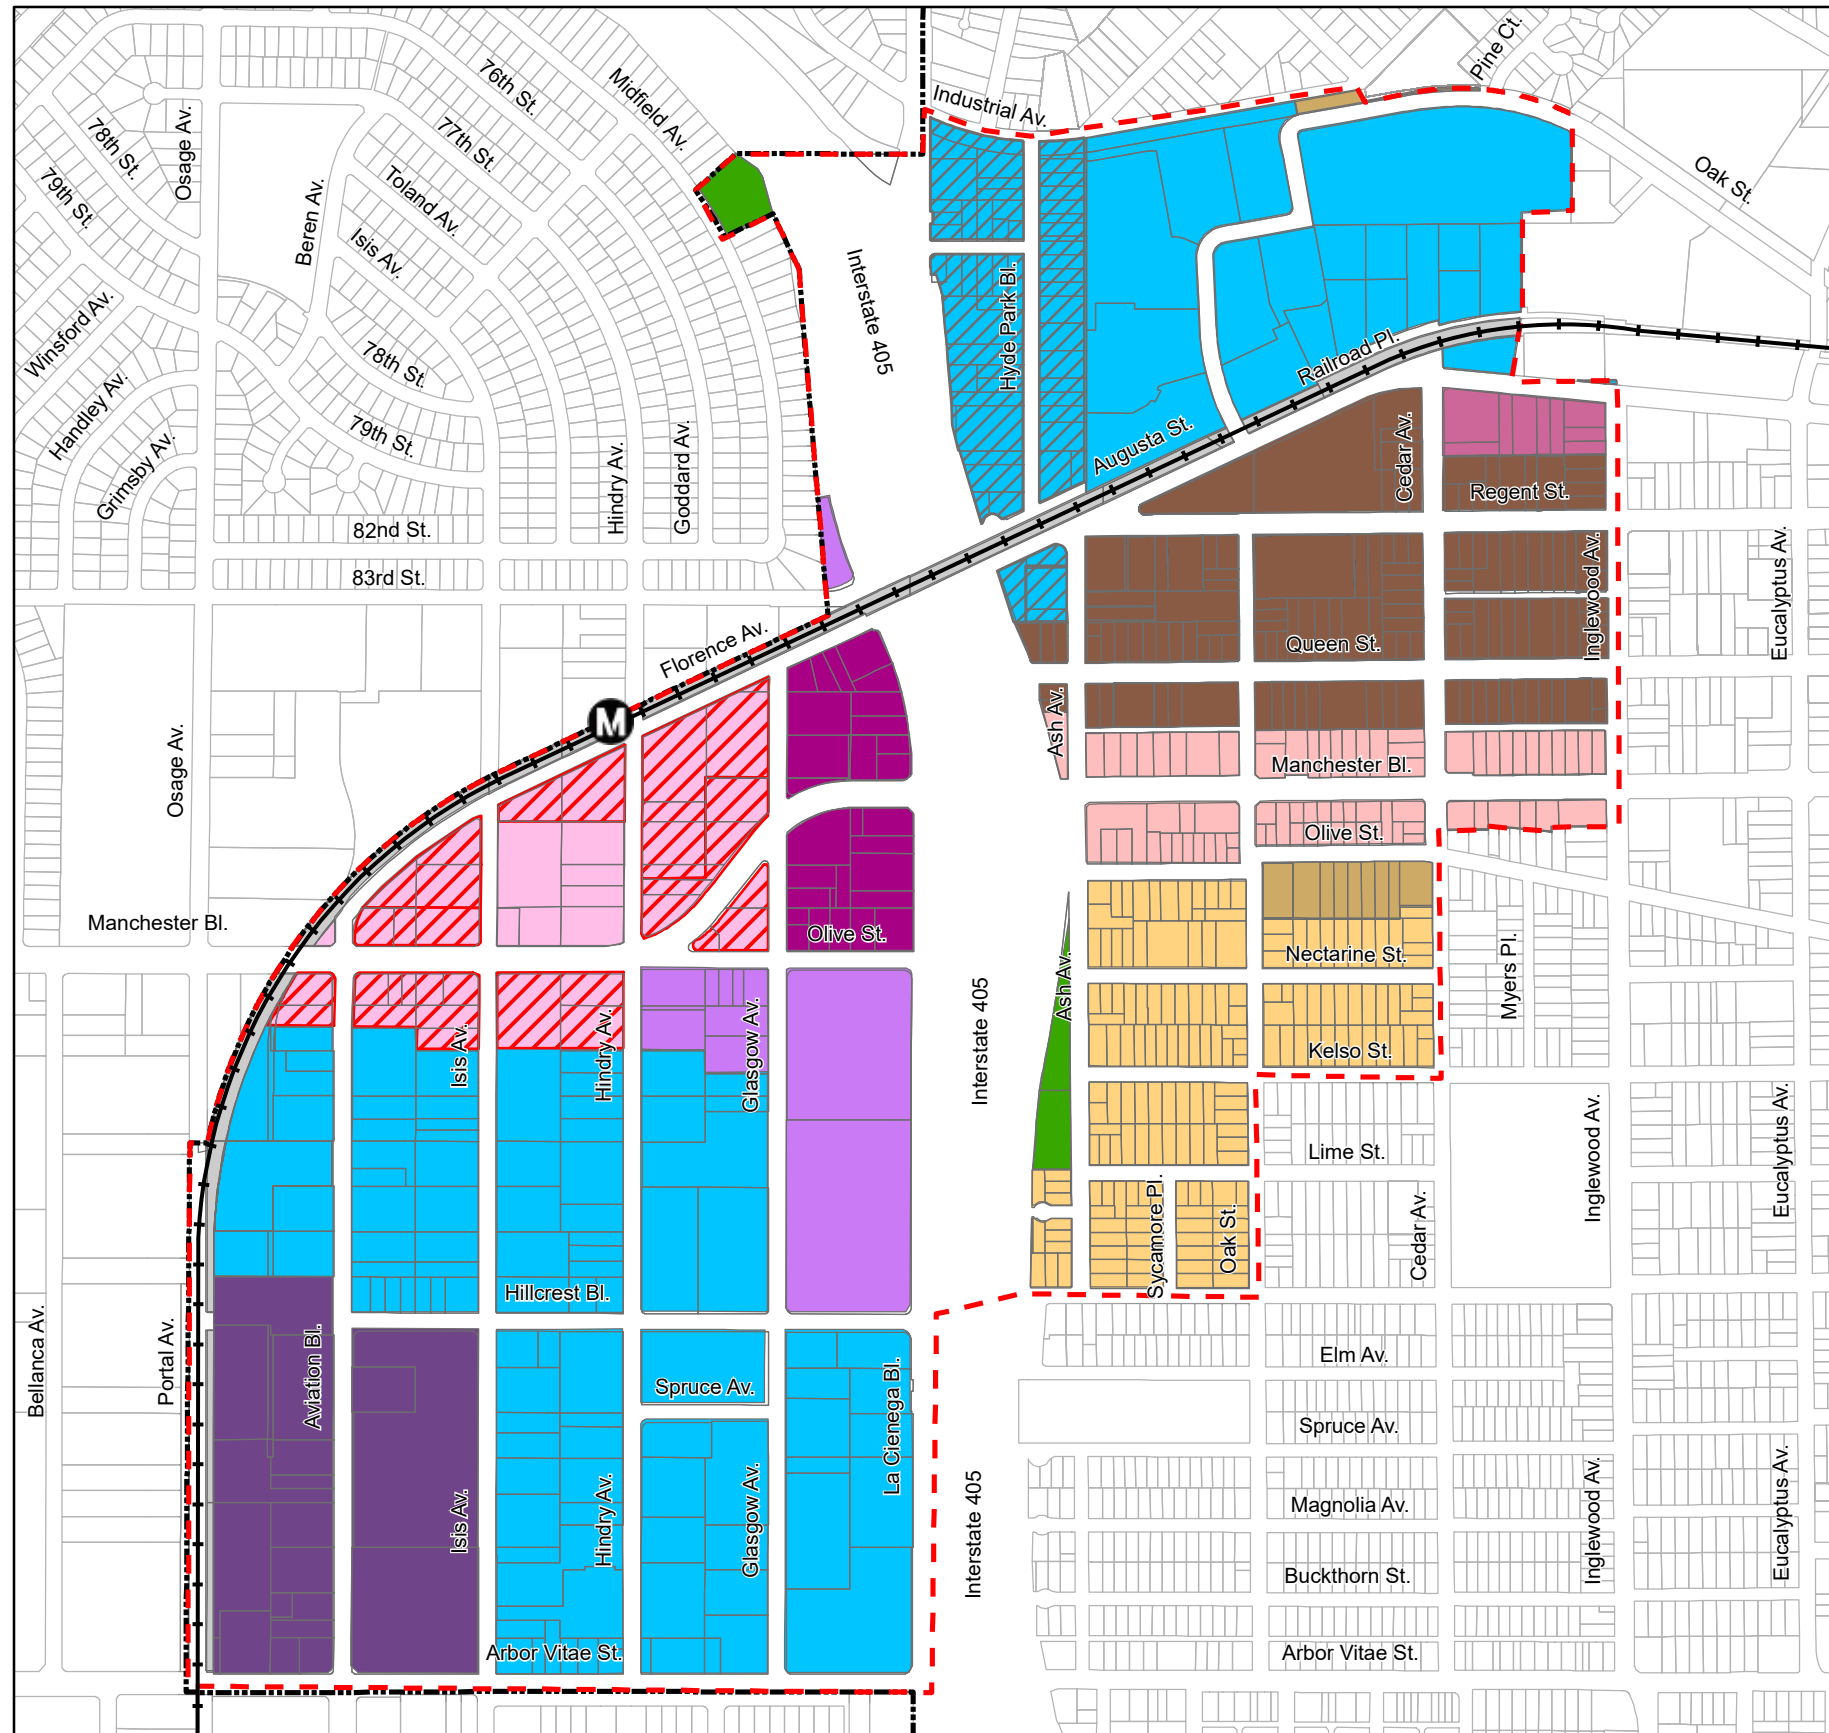 Pine Ct.
76th St.
Midfield Av.
Industrial Av.
78th St.
Osage Av.
77th St.
79th St.
Toland Av.
Oak St.
Beren Av.
Isis Av.
Interstate 405
Hyde Park Bl.
Winsford Av.
78th St.
Railroad Pl.
Handley Av.
79th St.
Grimsby Av.
Hindry Av.
Goddard Av.
Augusta St.
Cedar Av.
Regent St.
82nd St.
83rd St.
Inglewood Av.
Eucalyptus Av.
Florence Av.
Queen St.
M
Ash Av.
Osage Av.
Manchester Bl.
Olive St.
Manchester Bl.
Olive St.
Nectarine St.
Myers Pl.
Ash Av.
Isis Av.
Hindry Av.
Glasgow Av.
Interstate 405
Kelso St.
Lime St.
Inglewood Av.
Eucalyptus Av.
Sycamore Pl.
Oak St.
Cedar Av.
Hillcrest Bl.
Bellanca Av.
Portal Av.
Aviation Bl.
Elm Av.
Spruce Av.
La Cienega Bl.
Spruce Av.
Isis Av.
Hindry Av.
Glasgow Av.
Interstate 405
Magnolia Av.
Inglewood Av.
Eucalyptus Av.
Buckthorn St.
Arbor Vitae St.
Arbor Vitae St.